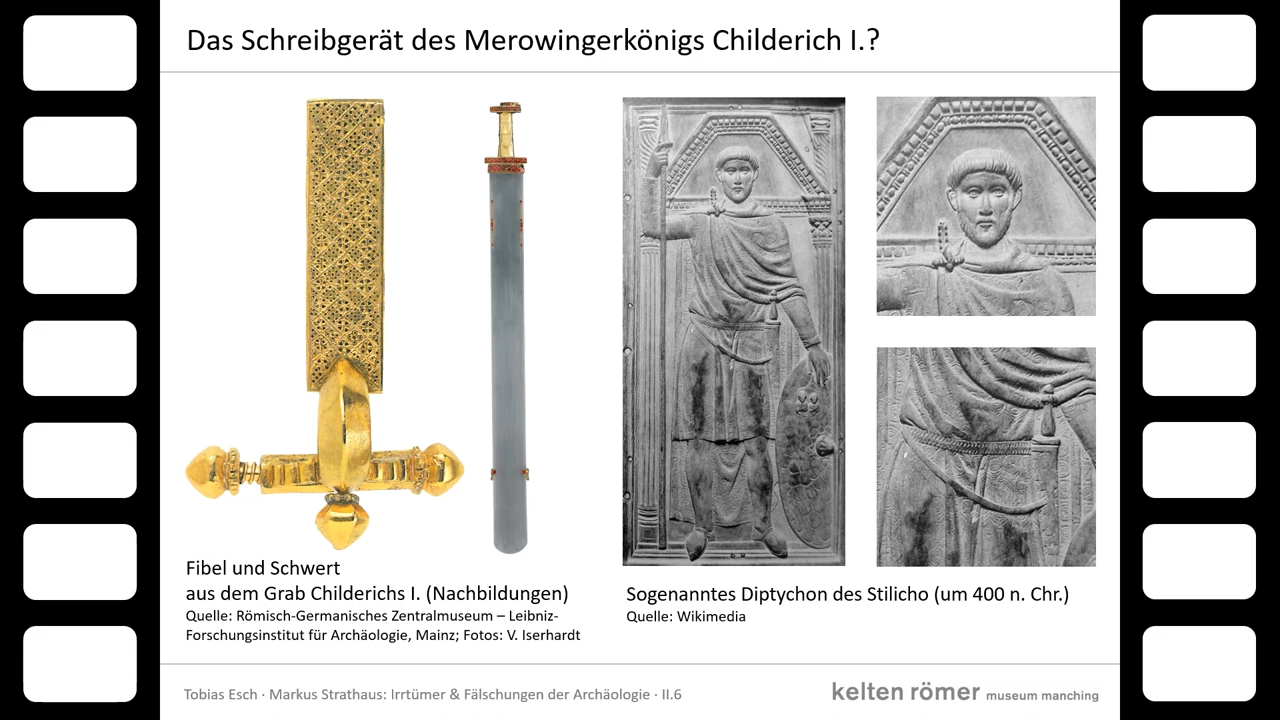 Das Schreibgerät des Merowingerkönigs Childerich I.?
Fibel und Schwert
aus dem Grab Childerichs I. (Nachbildungen)
Quelle: Römisch-Germanisches Zentralmuseum – Leibniz-
Forschungsinstitut für Archäologie, Mainz; Fotos: V. Iserhardt
Sogenanntes Diptychon des Stilicho (um 400 n. Chr.)
Quelle: Wikimedia
Tobias Esch · Markus Strathaus: Irrtümer & Fälschungen der Archäologie · II.6
kelten römer museum manching